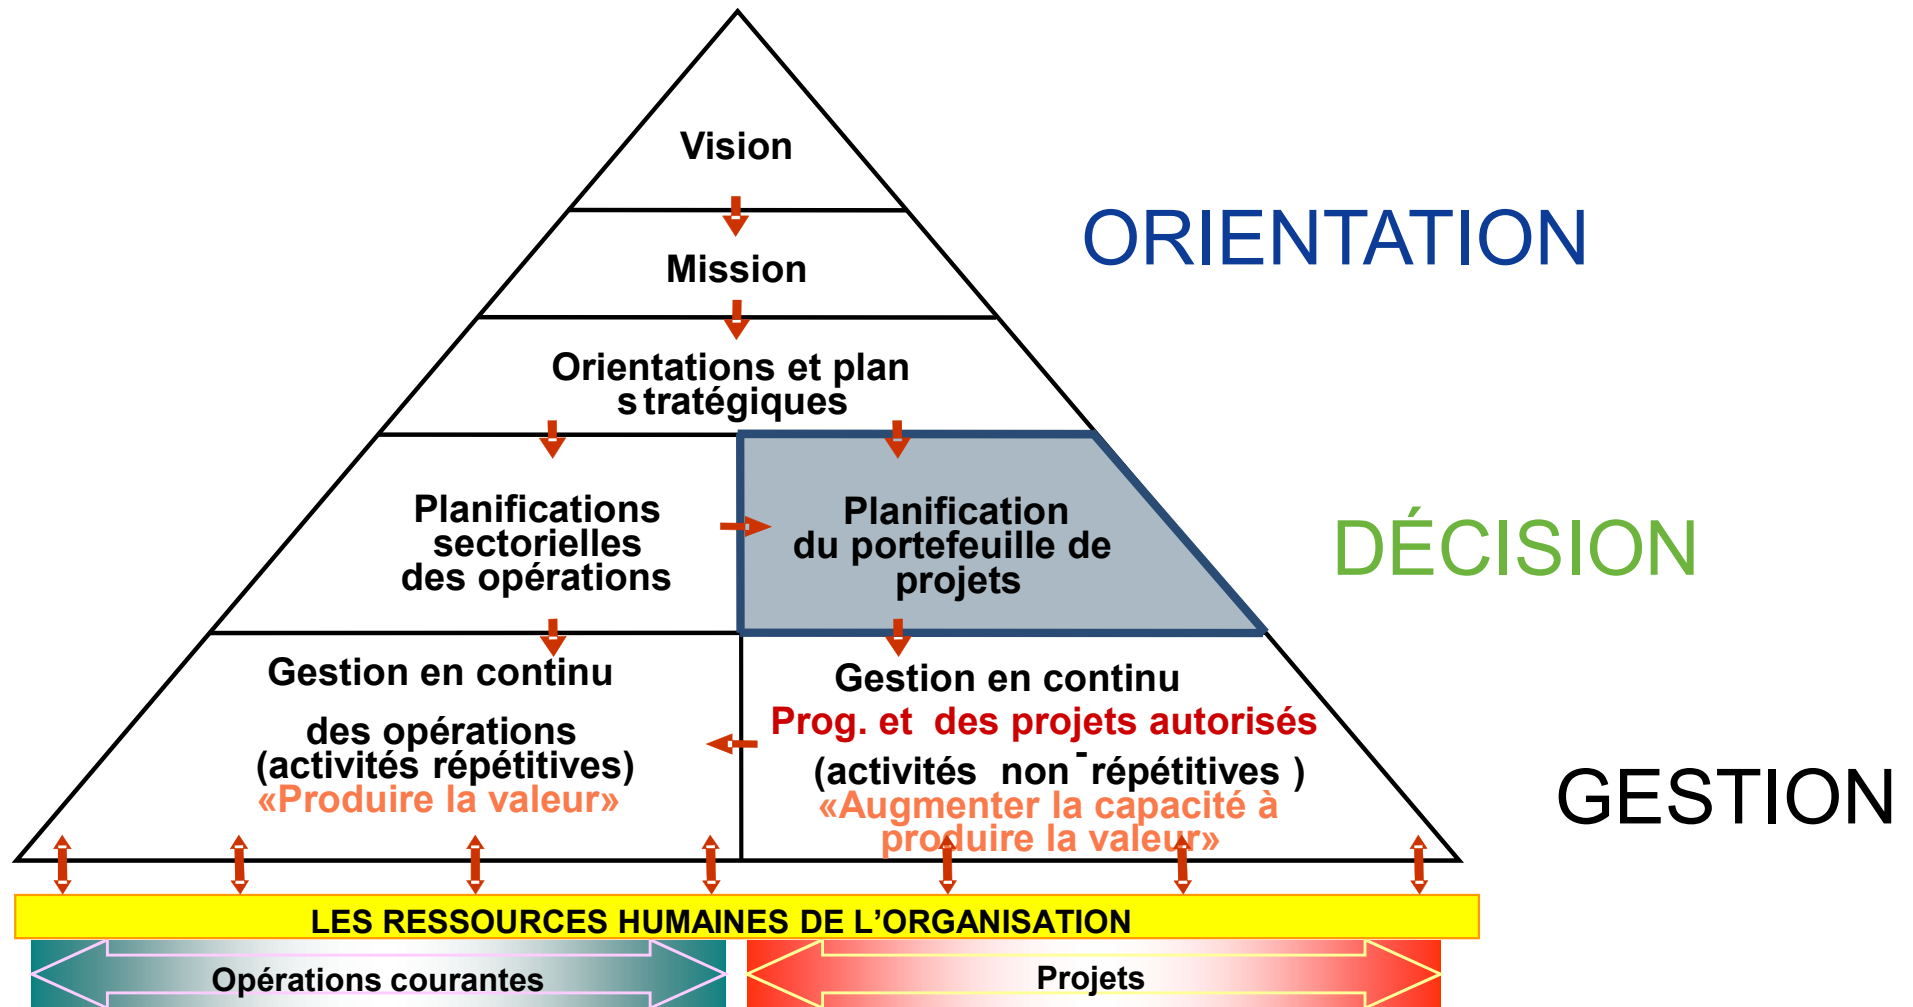 Vision
Mission
ORIENTATION
Orientations et plan
s tratégiques
Planifications
sectorielles
des opérations
Planification
du portefeuille de
projets
DÉCISION
Gestion en continu
des opérations
(activités répétitives)
«Produire la valeur»
Gestion en continu
Prog. et des projets autorisés
(activités non-répétitives )
«Augmenter la capacité à
produire la valeur»
GESTION
LES RESSOURCES HUMAINES DE L’ORGANISATION
Opérations courantes
Projets